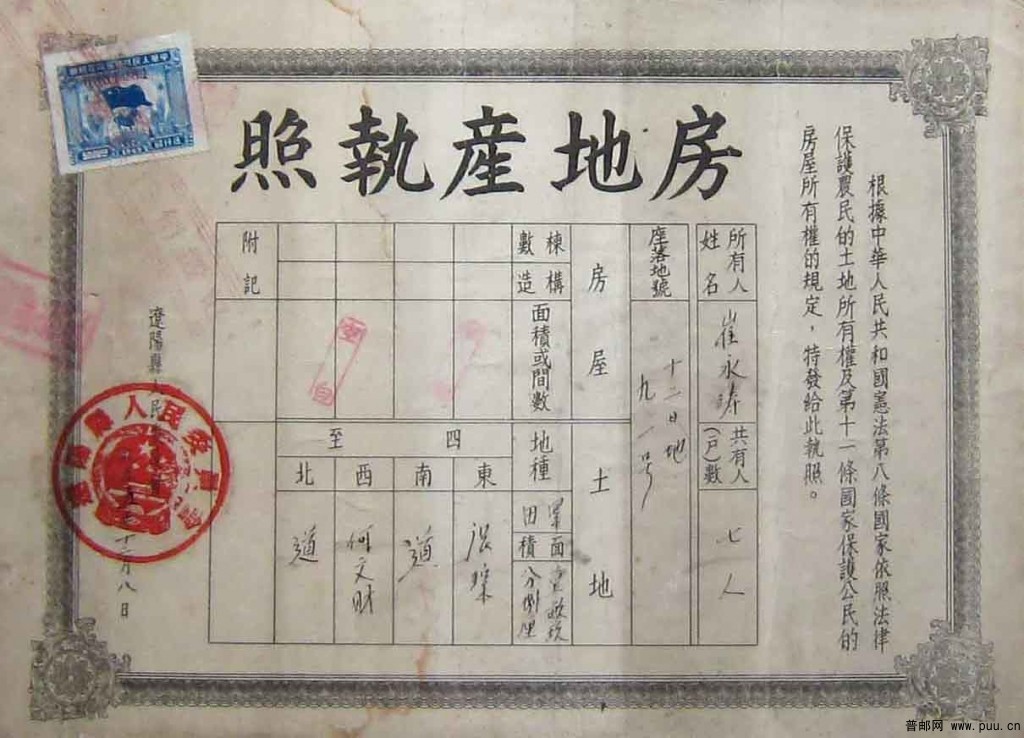 房地產執照
根據中華人民共和國憲法第八條國家依照法律
保護農民的土地所有權及第十一條國家保護公民的
房屋所有權的規定，特發給此執照。
所有人
姓名
崔永濤
共有人
(戶)數
七人
座落地號
十二日地
九一号
房屋
棟數
構造
面積或間數
土地
地種
田
面積
四至
東
南
道
西
何文財
北
道
附記
遼陽縣人民
十二月八日
普邮网 www.puu.cn